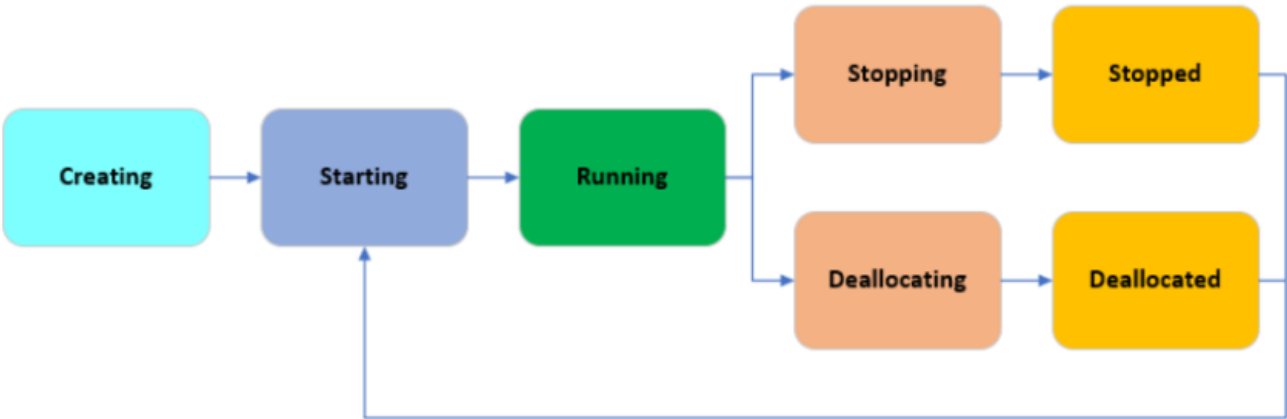 Creating
Starting
Running
Stopping
Stopped
Deallocating
Deallocated